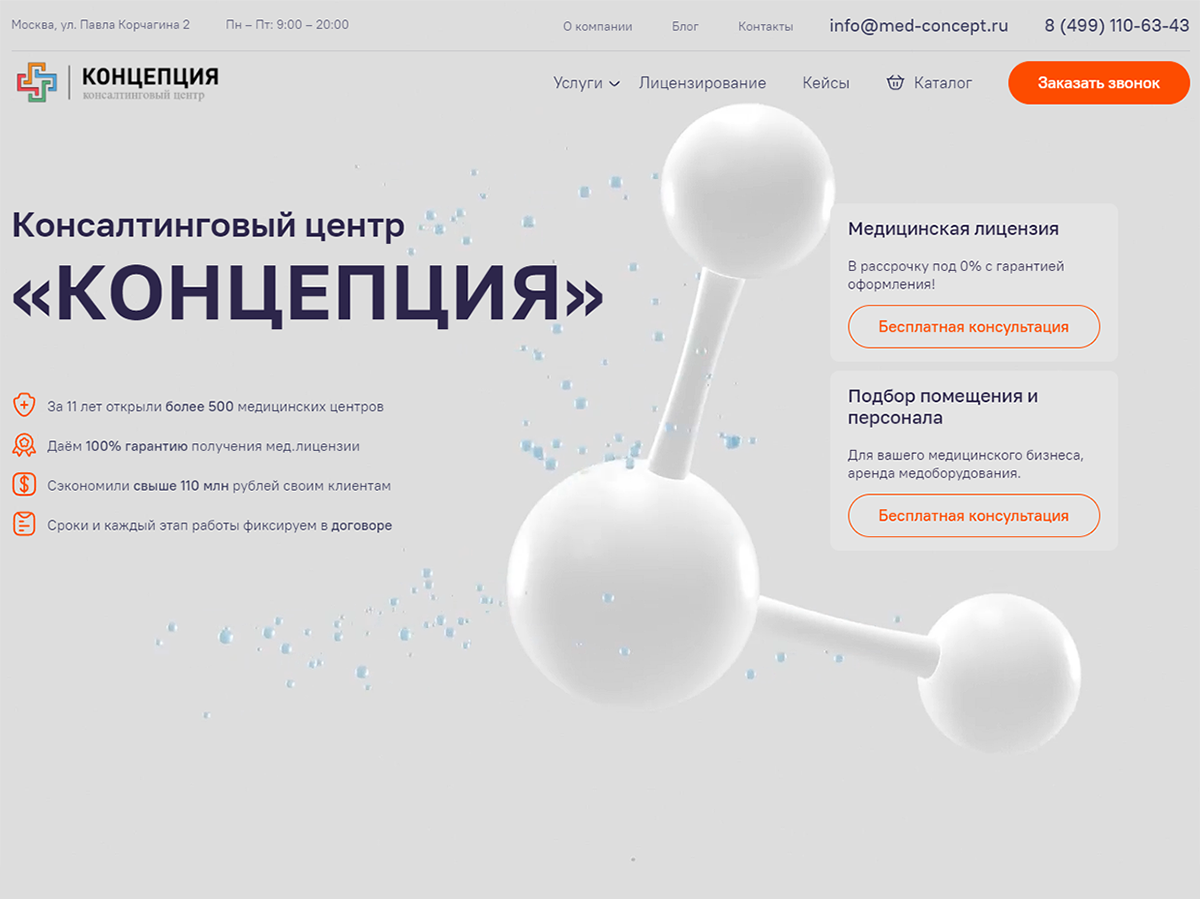 Москва, ул. Павла Корчагина 2
Пн – Пт: 9:00 – 20:00
О компании
Блог
Контакты
info@med-concept.ru
8 (499) 110-63-43
КОНЦЕПЦИЯ
консалтинговый центр
Услуги
Лицензирование
Кейсы
Каталог
Заказать звонок
Консалтинговый центр
«КОНЦЕПЦИЯ»
За 11 лет открыли более 500 медицинских центров
Даём 100% гарантию получения мед.лицензии
Сэкономили свыше 110 млн рублей своим клиентам
Сроки и каждый этап работы фиксируем в договоре
Медицинская лицензия
В рассрочку под 0% с гарантией
оформления!
Бесплатная консультация
Подбор помещения и
персонала
Для вашего медицинского бизнеса,
аренда медоборудования.
Бесплатная консультация